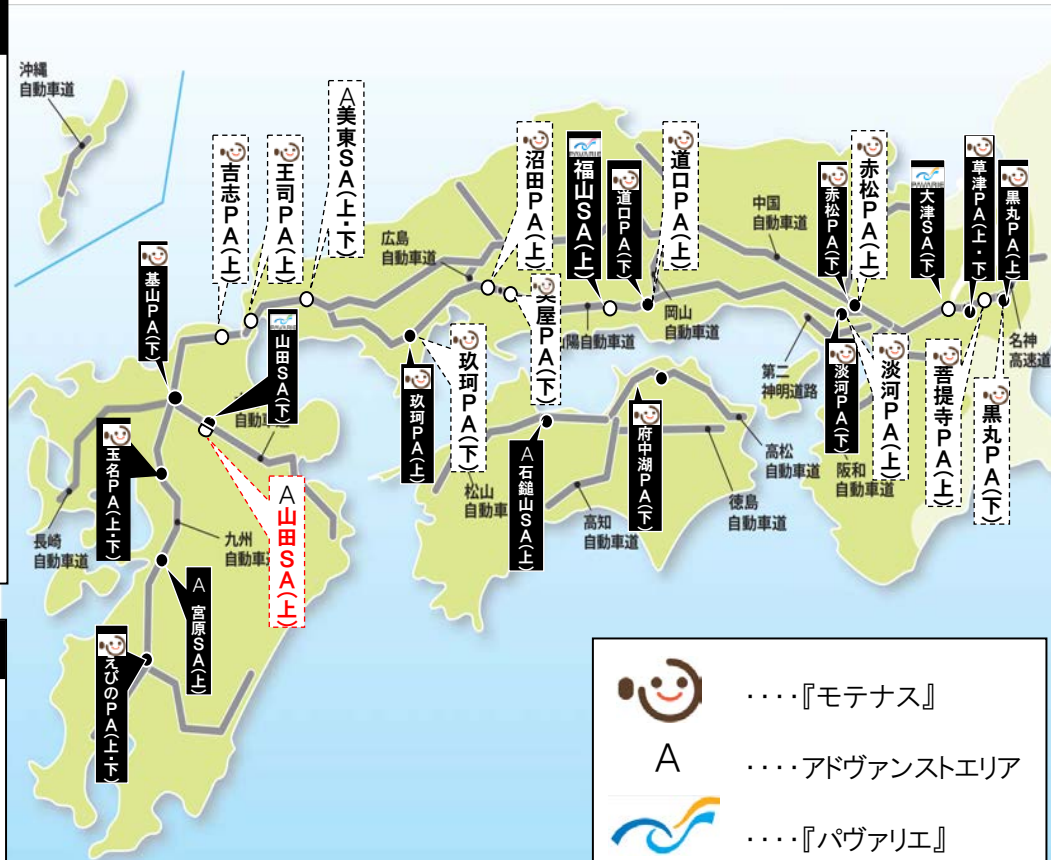 沖縄
自動車道
基山PA(下)
吉志PA(上)
王司PA(上)
A美東SA(上・下)
PAVARIE
山田SA(下)
A山田SA(上)
玉名PA(上・下)
長崎
自動車道
九州
自動車道
A 宮原SA(上)
えびのPA(上・下)
自動車道
広島
自動車道
玖珂PA(上)
玖珂PA(下)
沼田PA(上)
屋PA(下)
PAVARIE
福山SA(上)
道口PA(下)
道口PA(上)
陽自動車道
岡山
自動車道
中国
自動車道
赤松PA(下)
赤松PA(上)
PAVARIE
大津SA(下)
草津PA(上・下)
黒丸PA(上)
名神
高速道
第二
神明道路
淡河PA(下)
淡河PA(上)
菩提寺PA(上)
黒丸PA(下)
阪和
自動車道
松山
自動車
A石鎚山SA(上)
高知
自動車道
府中湖PA(下)
徳島
自動車道
高松
自動車道
‥‥『モテナス』
A ‥‥アドヴァンストエリア
‥‥『パヴァリエ』